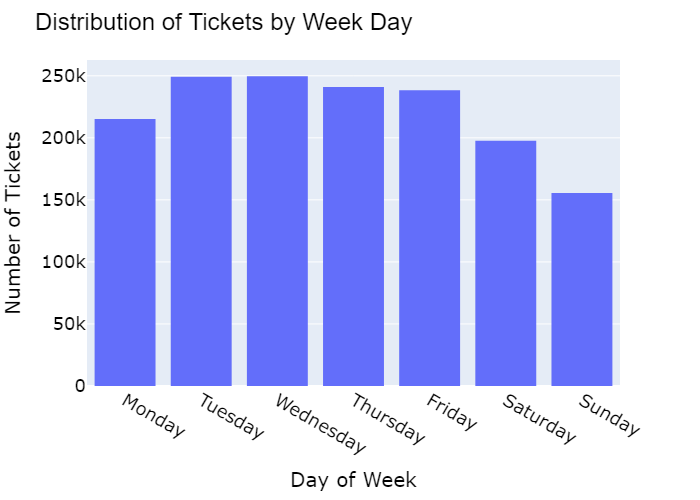 Distribution of Tickets by Week Day
Number of Tickets
250k
200k
150k
100k
50k
0
Monday
Tuesday
Wednesday
Thursday
Friday
Saturday
Sunday
Day of Week